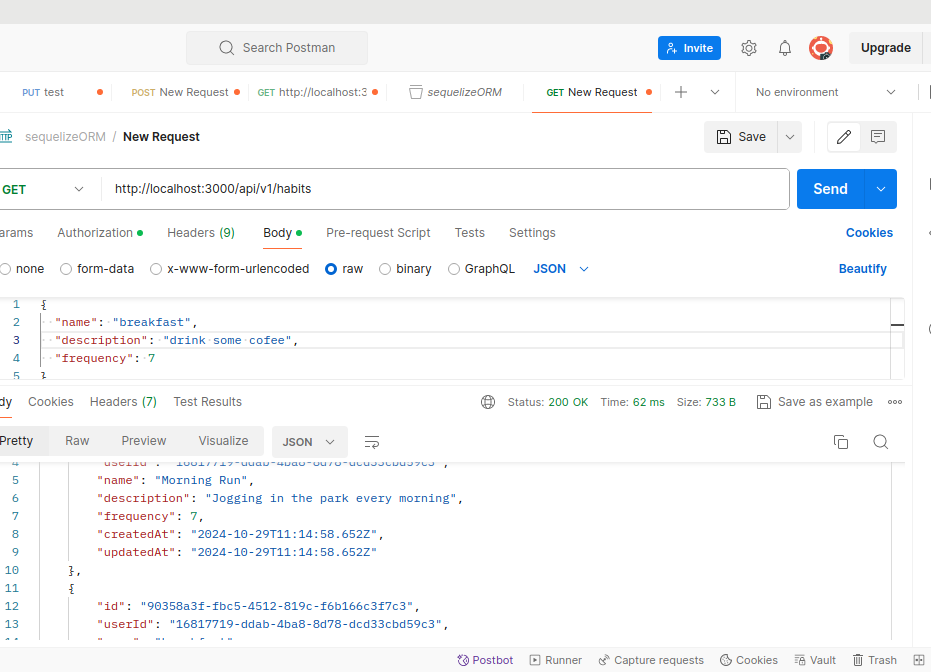 Search Postman
Invite
Upgrade
PUT test
POST New Request
GET http://localhost:3
sequelizeORM
GET New Request
No environment
sequelizeORM / New Request
Save
GET
http://localhost:3000/api/v1/habits
Send
arams
Authorization
Headers (9)
Body
Pre-request Script
Tests
Settings
Cookies
none
form-data
x-www-form-urlencoded
raw
binary
GraphQL
JSON
Beautify
1 {
2 "name": "breakfast",
3 "description": "drink some cofee",
4 "frequency": 7
5 }
dy
Cookies
Headers (7)
Test Results
Status: 200 OK
Time: 62 ms
Size: 733 B
Save as example
Pretty
Raw
Preview
Visualize
JSON
4 "userId": "16817719-ddab-4ba8-8d78-dcd33cbd59c3",
5 "name": "Morning Run",
6 "description": "Jogging in the park every morning",
7 "frequency": 7,
8 "createdAt": "2024-10-29T11:14:58.652Z",
9 "updatedAt": "2024-10-29T11:14:58.652Z"
10 },
11 {
12 "id": "90358a3f-fbc5-4512-819c-f6b166c3f7c3",
13 "userId": "16817719-ddab-4ba8-8d78-dcd33cbd59c3",
Postbot
Runner
Capture requests
Cookies
Vault
Trash